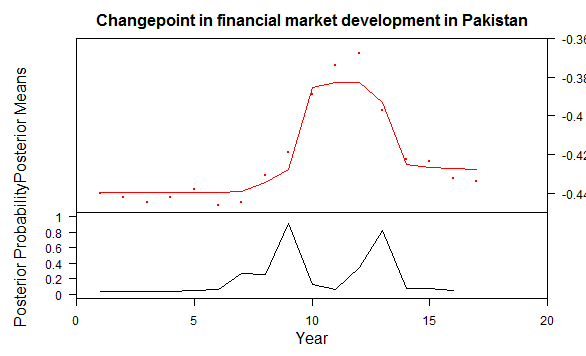 Changepoint in financial market development in Pakistan
Posterior Means
-0.36
-0.38
-0.4
-0.42
-0.44
Posterior Probability
1
0.8
0.6
0.4
0.2
0
0 5 10 15 20
Year